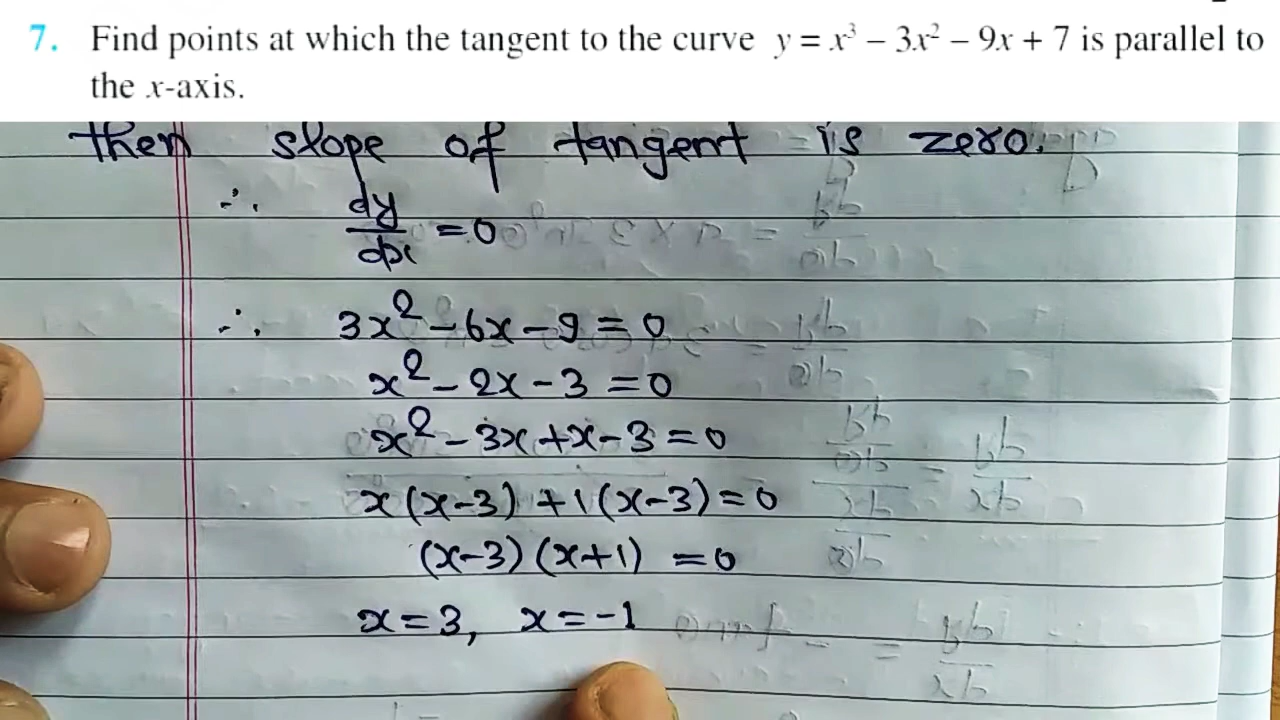 7. Find points at which the tangent to the curve y = x³ – 3x² – 9x + 7 is parallel to
the x-axis.
then slope of tangent is zero.
∴ dy/dx = 0
∴ 3x² – 6x – 9 = 0
x² – 2x – 3 = 0
x² – 3x + x – 3 = 0
x(x–3) + 1(x–3) = 0
(x–3)(x+1) = 0
x = 3, x = –1